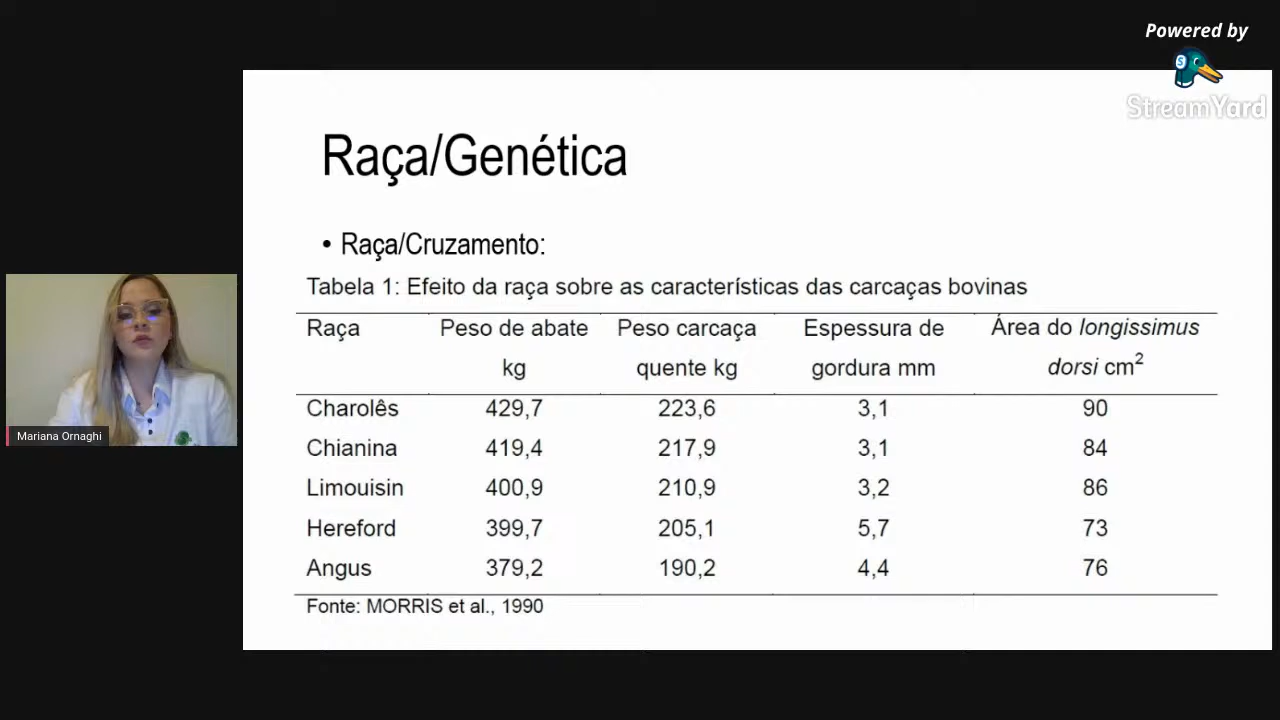 Powered by
StreamYard
Raça/Genética
• Raça/Cruzamento:
Tabela 1: Efeito da raça sobre as características das carcaças bovinas
Raça Peso de abate Peso carcaça Espessura de Área do longissimus
kg quente kg gordura mm dorsi cm²
Charolês 429,7 223,6 3,1 90
Chianina 419,4 217,9 3,1 84
Limouisin 400,9 210,9 3,2 86
Hereford 399,7 205,1 5,7 73
Angus 379,2 190,2 4,4 76
Fonte: MORRIS et al., 1990
Mariana Ornaghi